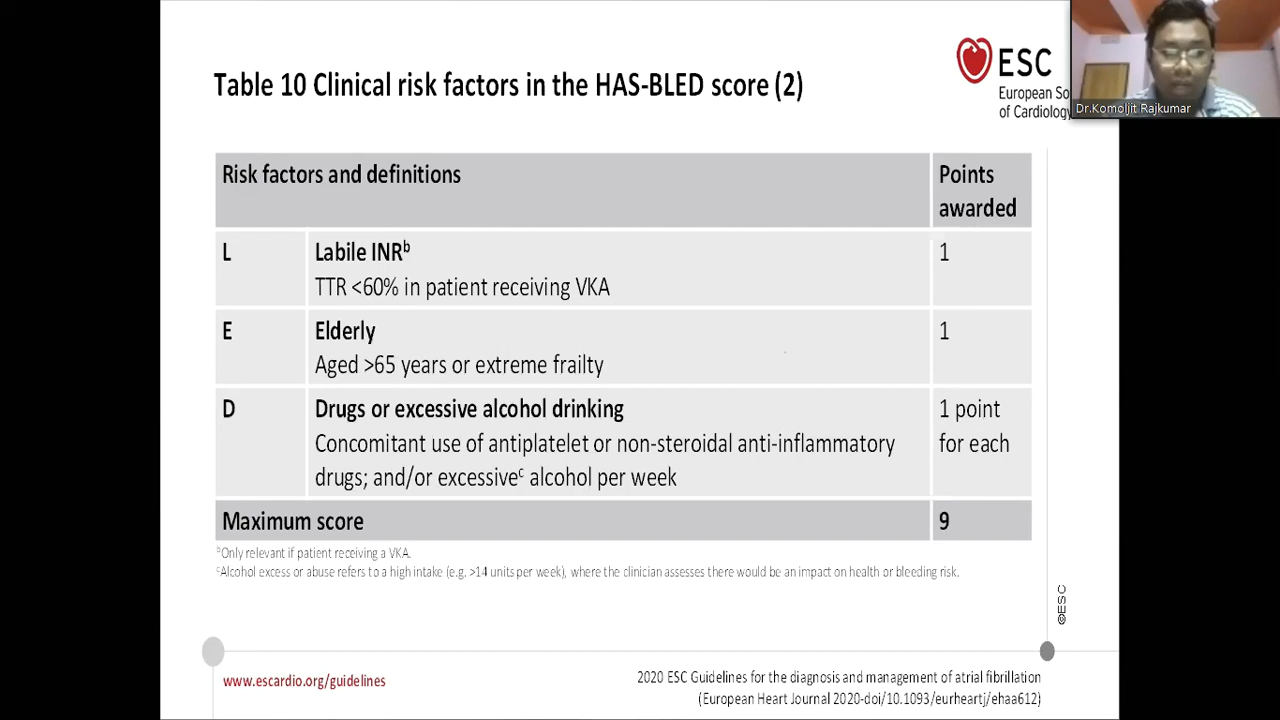 Table 10 Clinical risk factors in the HAS-BLED score (2)
ESC
European So
of Cardiology
Dr.Komoljit Rajkumar
Risk factors and definitions
Points
awarded
L
Labile INRᵇ
1
TTR <60% in patient receiving VKA
E
Elderly
1
Aged >65 years or extreme frailty
D
Drugs or excessive alcohol drinking
1 point
Concomitant use of antiplatelet or non-steroidal anti-inflammatory
for each
drugs; and/or excessiveᶜ alcohol per week
Maximum score
9
ᵇOnly relevant if patient receiving a VKA.
ᶜAlcohol excess or abuse refers to a high intake (e.g. >14 units per week), where the clinician assesses there would be an impact on health or bleeding risk.
©ESC
www.escardio.org/guidelines
2020 ESC Guidelines for the diagnosis and management of atrial fibrillation
(European Heart Journal 2020-doi/10.1093/eurheartj/ehaa612)